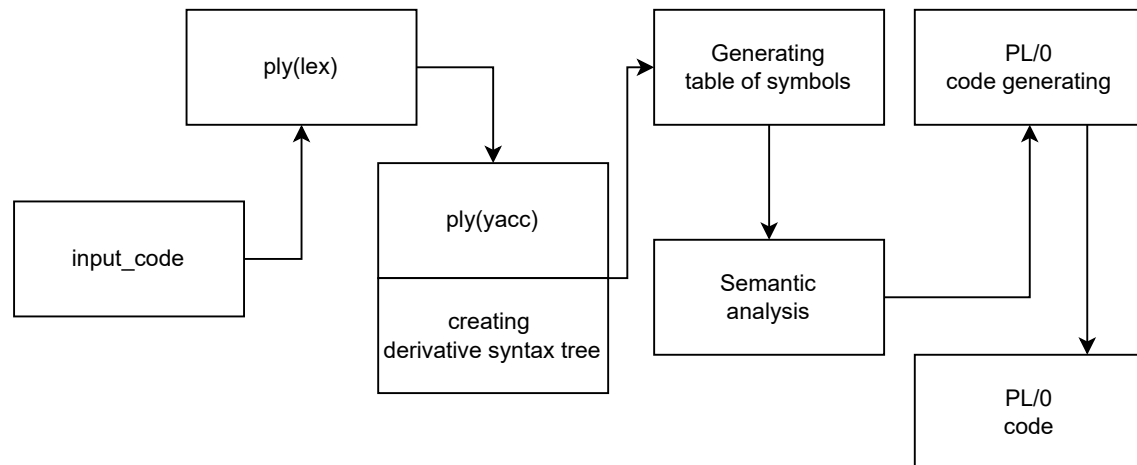 input_code
ply(lex)
ply(yacc)
creating
derivative syntax tree
Generating
table of symbols
Semantic
analysis
PL/0
code generating
PL/0
code